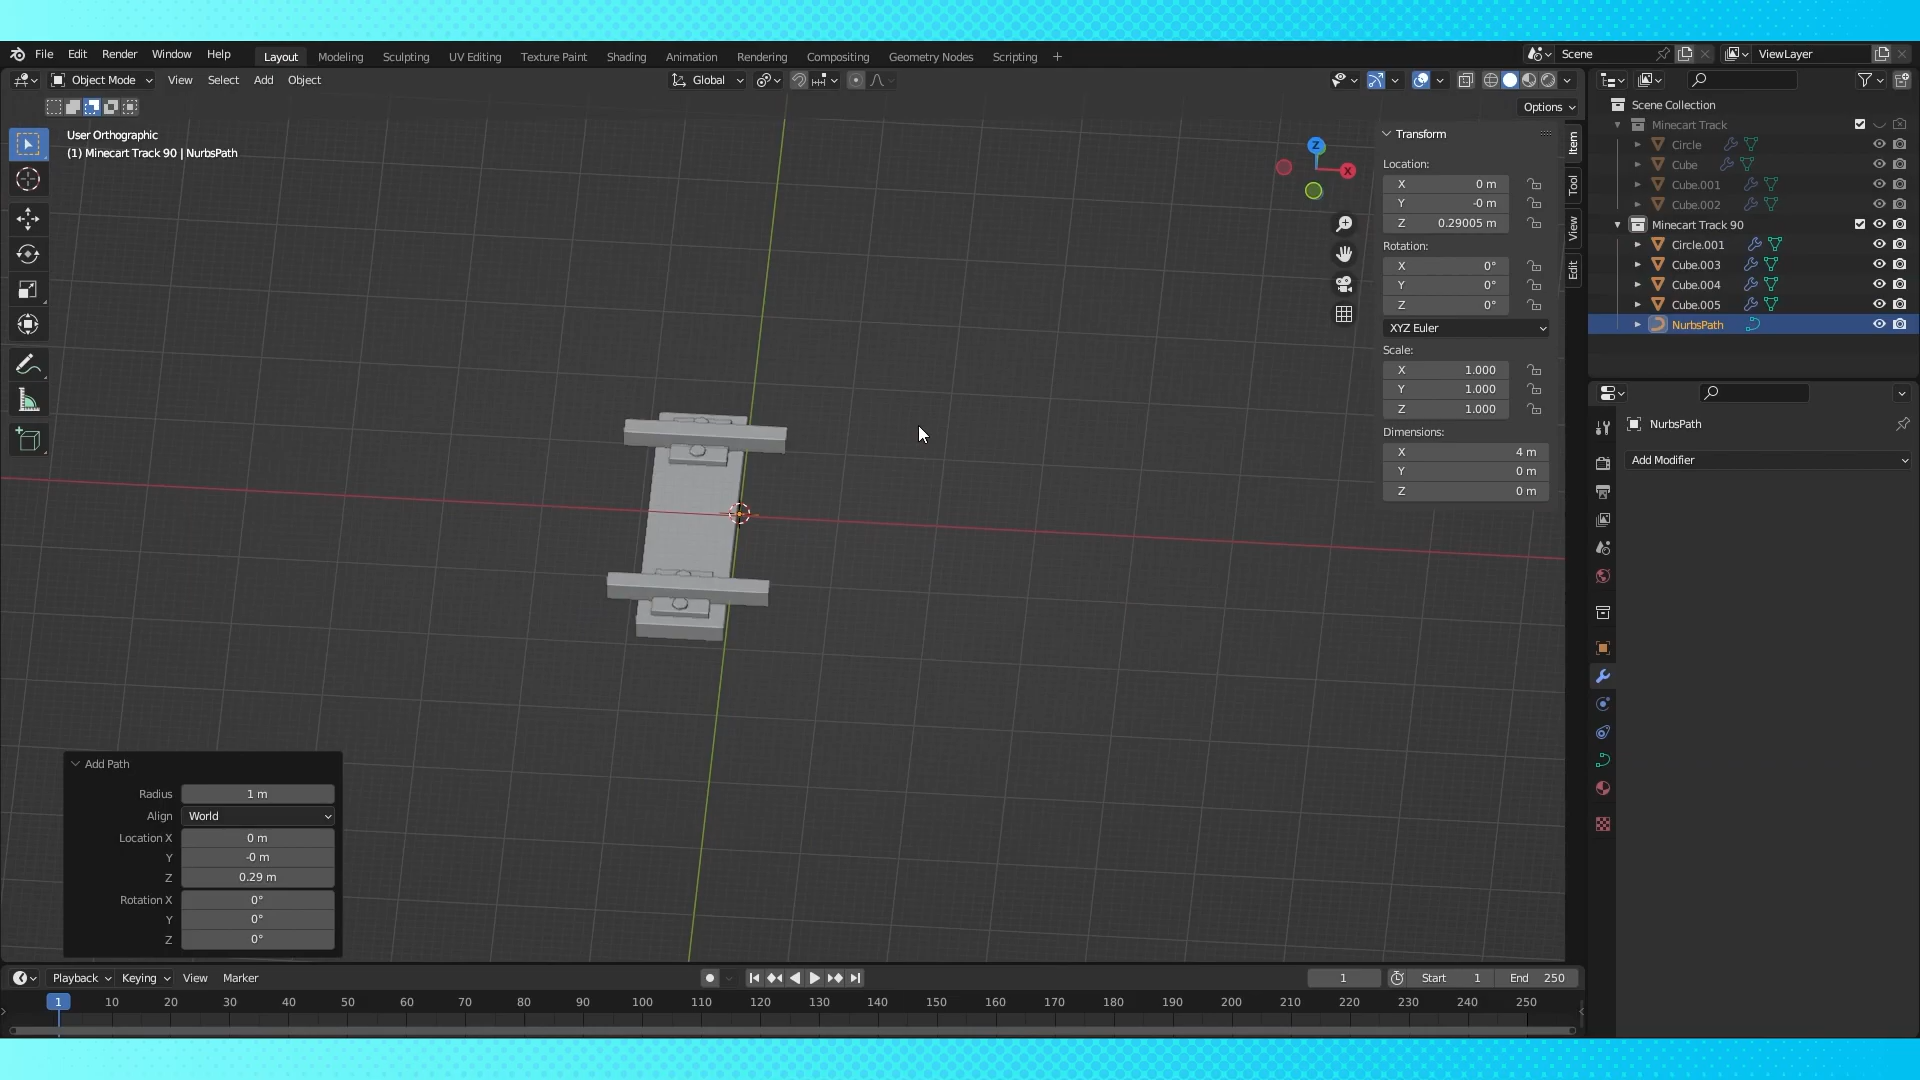 File Edit Render Window Help Layout Modeling Sculpting UV Editing Texture Paint Shading Animation Rendering Compositing Geometry Nodes Scripting + Scene ViewLayer
Object Mode View Select Add Object Global
Options
User Orthographic
(1) Minecart Track 90 | NurbsPath
Z
X
Transform
Location:
X 0 m
Y -0 m
Z 0.29005 m
Rotation:
X 0°
Y 0°
Z 0°
XYZ Euler
Scale:
X 1.000
Y 1.000
Z 1.000
Dimensions:
X 4 m
Y 0 m
Z 0 m
Item
Tool
View
Edit
Scene Collection
Minecart Track
Circle
Cube
Cube.001
Cube.002
Minecart Track 90
Circle.001
Cube.003
Cube.004
Cube.005
NurbsPath
NurbsPath
Add Modifier
Add Path
Radius 1 m
Align World
Location X 0 m
Y -0 m
Z 0.29 m
Rotation X 0°
Y 0°
Z 0°
Playback Keying View Marker 1 Start 1 End 250
1 10 20 30 40 50 60 70 80 90 100 110 120 130 140 150 160 170 180 190 200 210 220 230 240 250